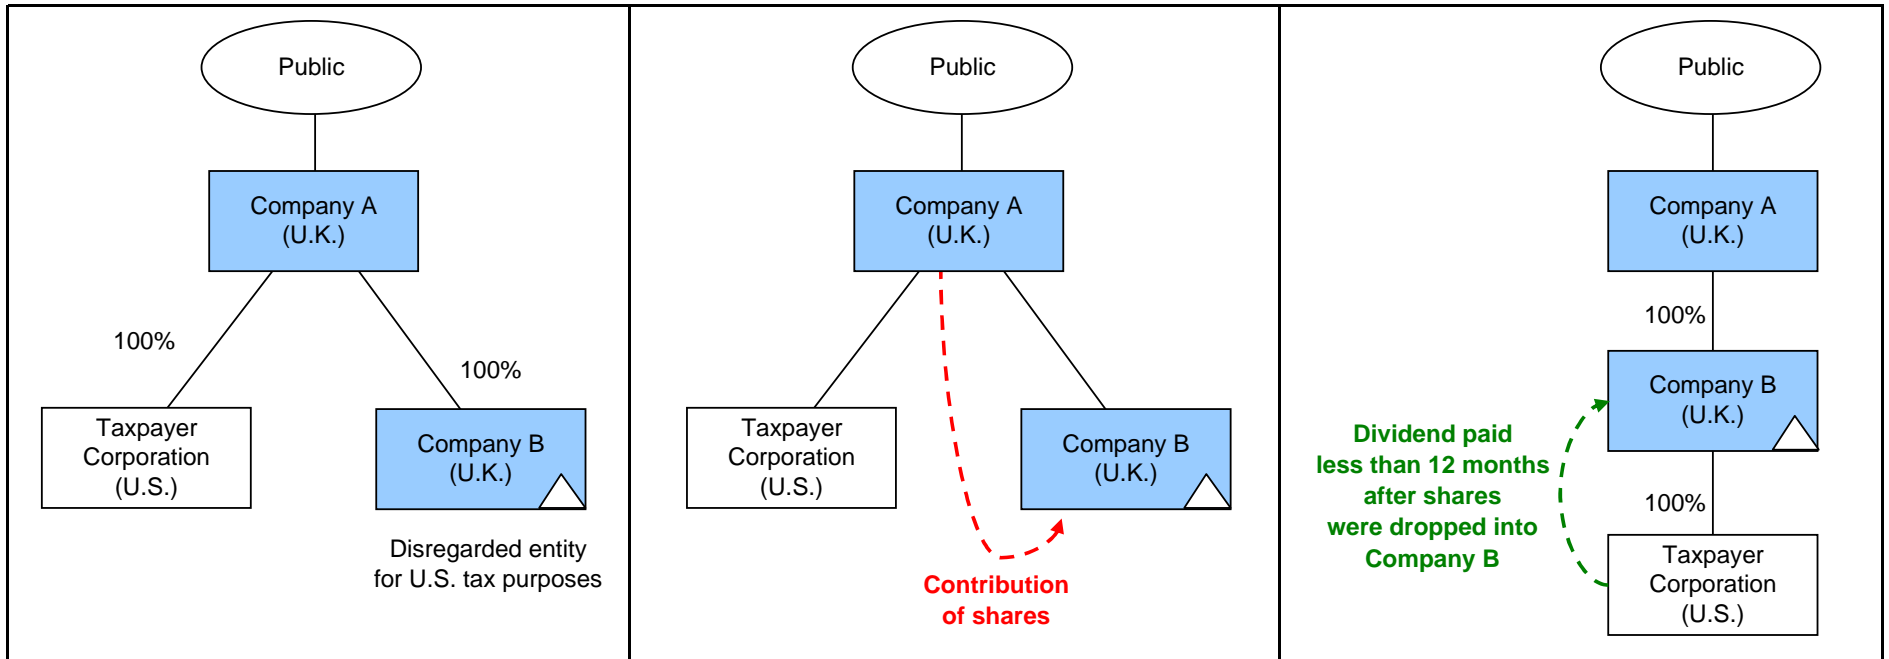 Public
Company A
(U.K.)
100%
100%
Taxpayer
Corporation
(U.S.)
Company B
(U.K.)
Disregarded entity
for U.S. tax purposes
Public
Company A
(U.K.)
Taxpayer
Corporation
(U.S.)
Company B
(U.K.)
Contribution
of shares
Public
Company A
(U.K.)
100%
Company B
(U.K.)
Dividend paid
less than 12 months
after shares
were dropped into
Company B
100%
Taxpayer
Corporation
(U.S.)